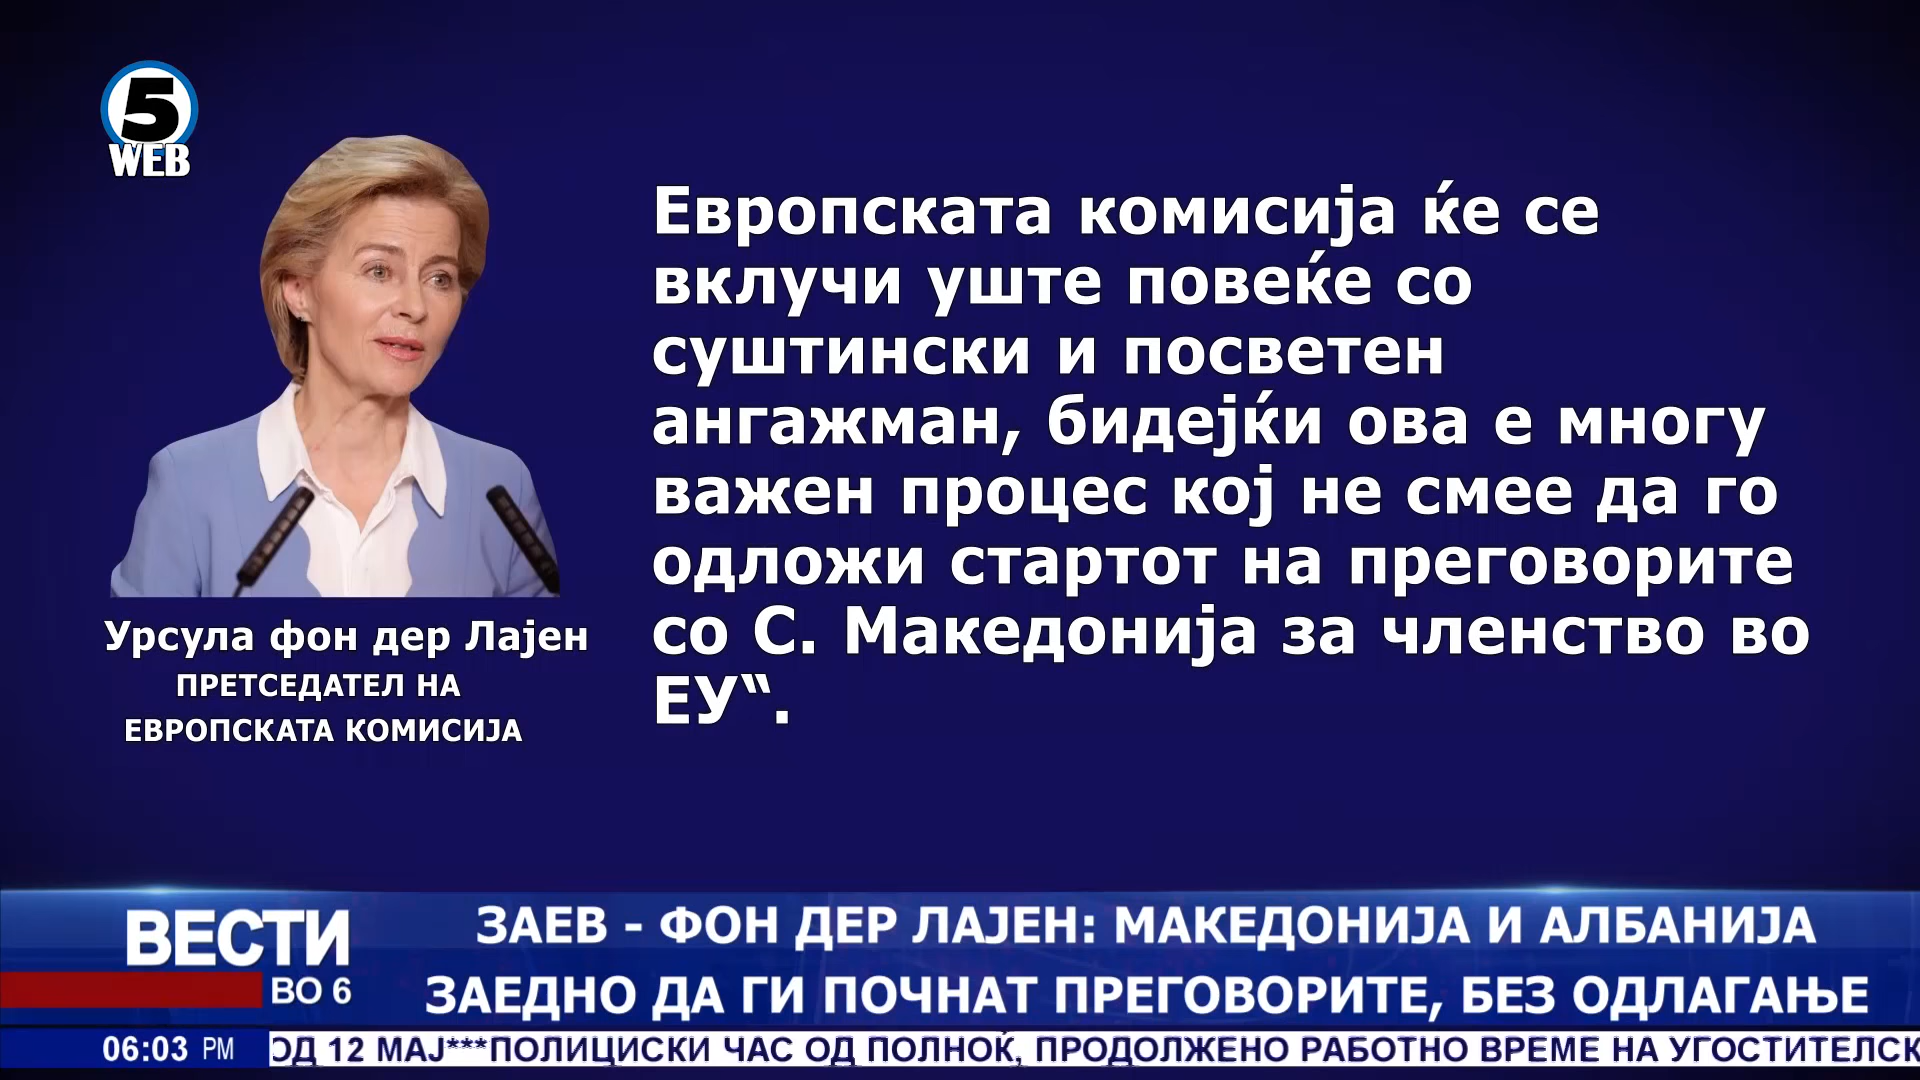 5
WEB
Европската комисија ќе се
вклучи уште повеќе со
суштински и посветен
ангажман, бидејќи ова е многу
важен процес кој не смее да го
одложи стартот на преговорите
со С. Македонија за членство во
ЕУ“.
Урсула фон дер Лајен
ПРЕТСЕДАТЕЛ НА
ЕВРОПСКАТА КОМИСИЈА
ВЕСТИ
ВО 6
ЗАЕВ - ФОН ДЕР ЛАЈЕН: МАКЕДОНИЈА И АЛБАНИЈА
ЗАЕДНО ДА ГИ ПОЧНАТ ПРЕГОВОРИТЕ, БЕЗ ОДЛАГАЊЕ
06:03 PM
ОД 12 МАЈ***ПОЛИЦИСКИ ЧАС ОД ПОЛНОЌ, ПРОДОЛЖЕНО РАБОТНО ВРЕМЕ НА УГОСТИТЕЛСК